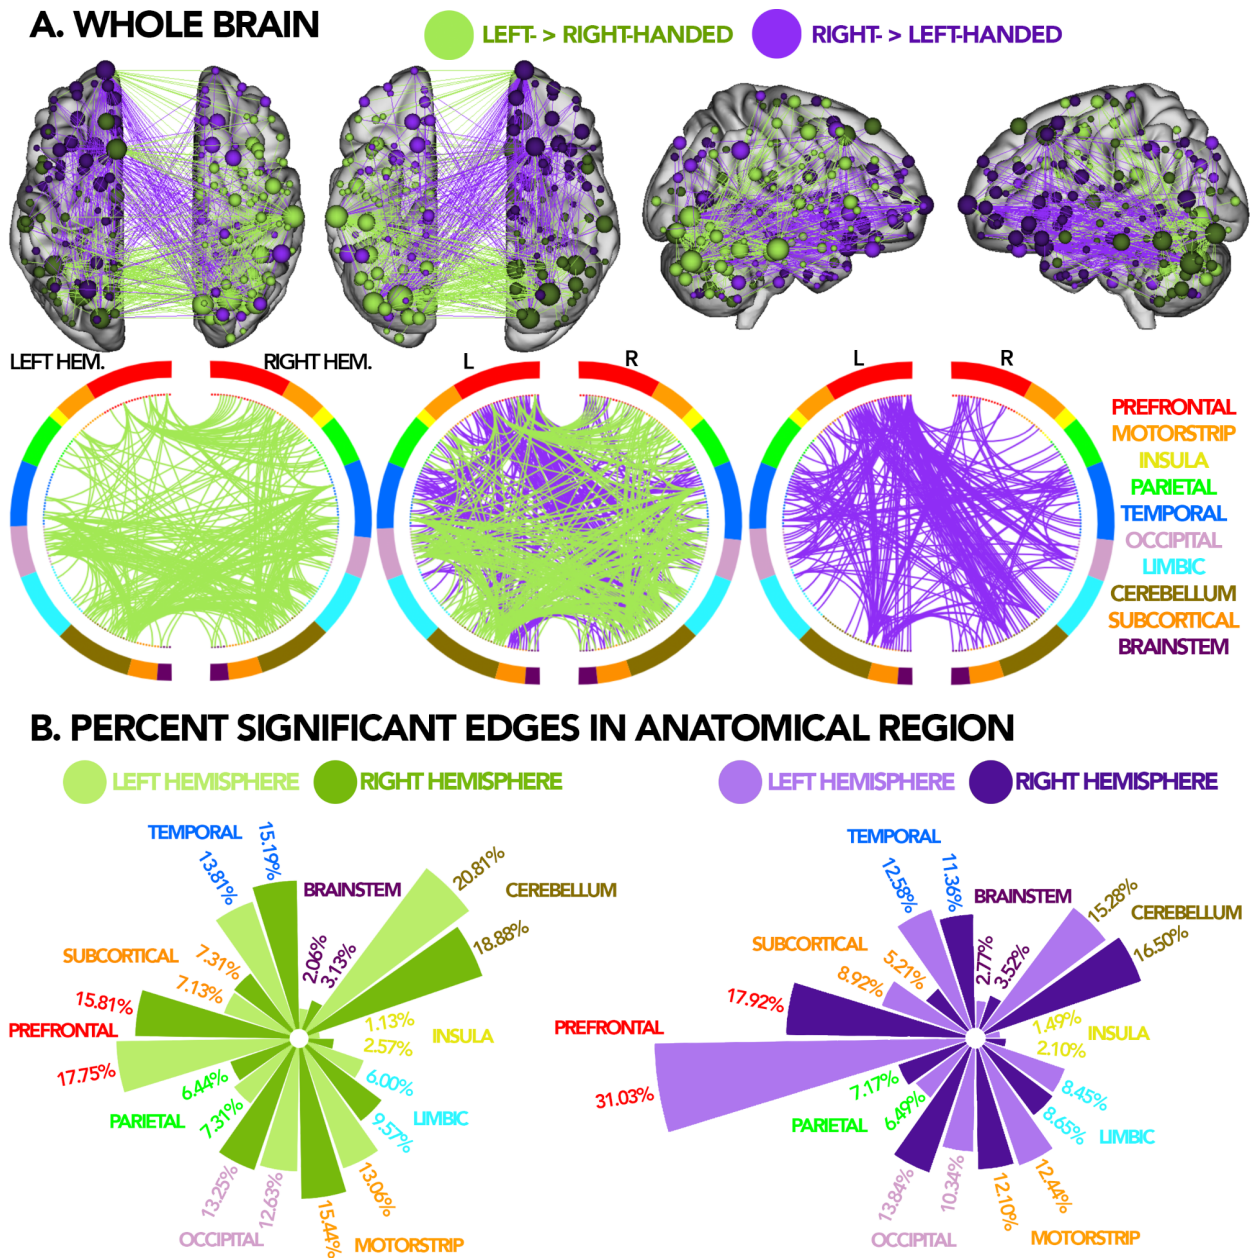 A. WHOLE BRAIN
LEFT- > RIGHT-HANDED
RIGHT- > LEFT-HANDED
LEFT HEM.
RIGHT HEM.
L
R
L
R
PREFRONTAL
MOTORSTRIP
INSULA
PARIETAL
TEMPORAL
OCCIPITAL
LIMBIC
CEREBELLUM
SUBCORTICAL
BRAINSTEM
B. PERCENT SIGNIFICANT EDGES IN ANATOMICAL REGION
LEFT HEMISPHERE
RIGHT HEMISPHERE
TEMPORAL
13.81%
15.19%
BRAINSTEM
2.06%
3.13%
20.81%
CEREBELLUM
18.88%
SUBCORTICAL
7.31%
7.13%
15.81%
PREFRONTAL
17.75%
1.13%
INSULA
2.57%
6.00%
LIMBIC
9.57%
6.44%
PARIETAL
7.31%
13.25%
12.63%
OCCIPITAL
15.44%
13.06%
MOTORSTRIP
LEFT HEMISPHERE
RIGHT HEMISPHERE
TEMPORAL
12.58%
11.36%
BRAINSTEM
2.77%
3.52%
15.28%
CEREBELLUM
16.50%
SUBCORTICAL
5.21%
8.92%
17.92%
PREFRONTAL
31.03%
1.49%
INSULA
2.10%
8.45%
8.65%
LIMBIC
7.17%
PARIETAL
6.49%
13.84%
10.34%
OCCIPITAL
12.10%
12.44%
MOTORSTRIP